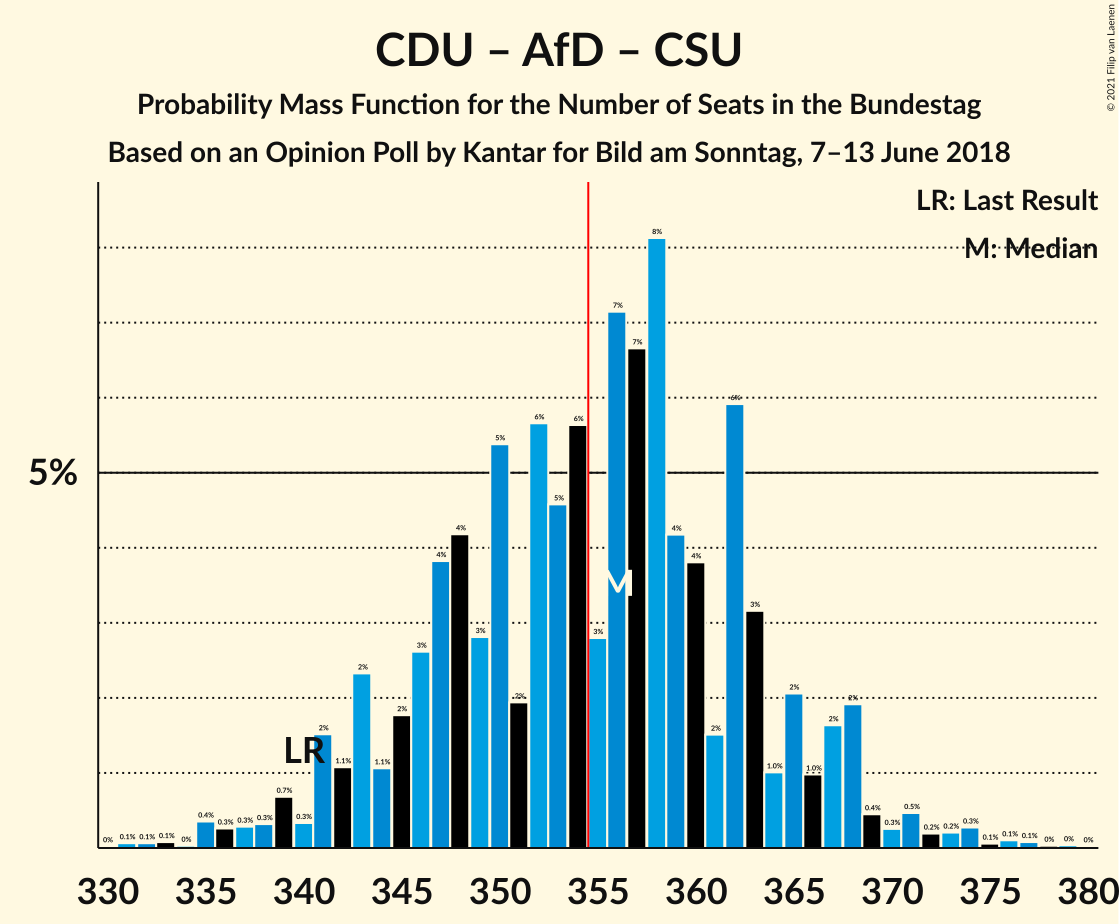 CDU – AfD – CSU
Probability Mass Function for the Number of Seats in the Bundestag
Based on an Opinion Poll by Kantar for Bild am Sonntag, 7–13 June 2018
© 2021 Filip van Laenen
LR: Last Result
M: Median
5%
LR
M
0% 0.1% 0.1% 0.1% 0% 0.4% 0.3% 0.3% 0.3% 0.7% 0.3% 2% 1.1% 2% 1.1% 2% 3% 4% 4% 3% 5% 2% 6% 5% 6% 3% 7% 7% 8% 4% 4% 2% 6% 3% 1.0% 2% 1.0% 2% 2% 0.4% 0.3% 0.5% 0.2% 0.2% 0.3% 0.1% 0.1% 0.1% 0% 0% 0%
330 335 340 345 350 355 360 365 370 375 380